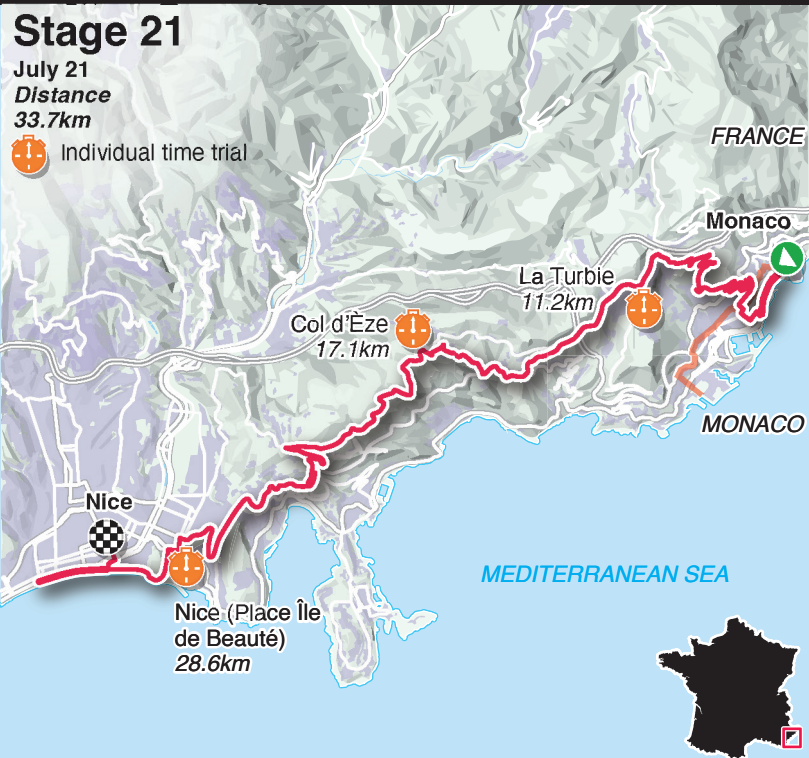 Stage 21
July 21
Distance
33.7km
Individual time trial
FRANCE
Monaco
La Turbie
11.2km
Col d'Èze
17.1km
MONACO
Nice
MEDITERRANEAN SEA
Nice (Place Île
de Beauté)
28.6km